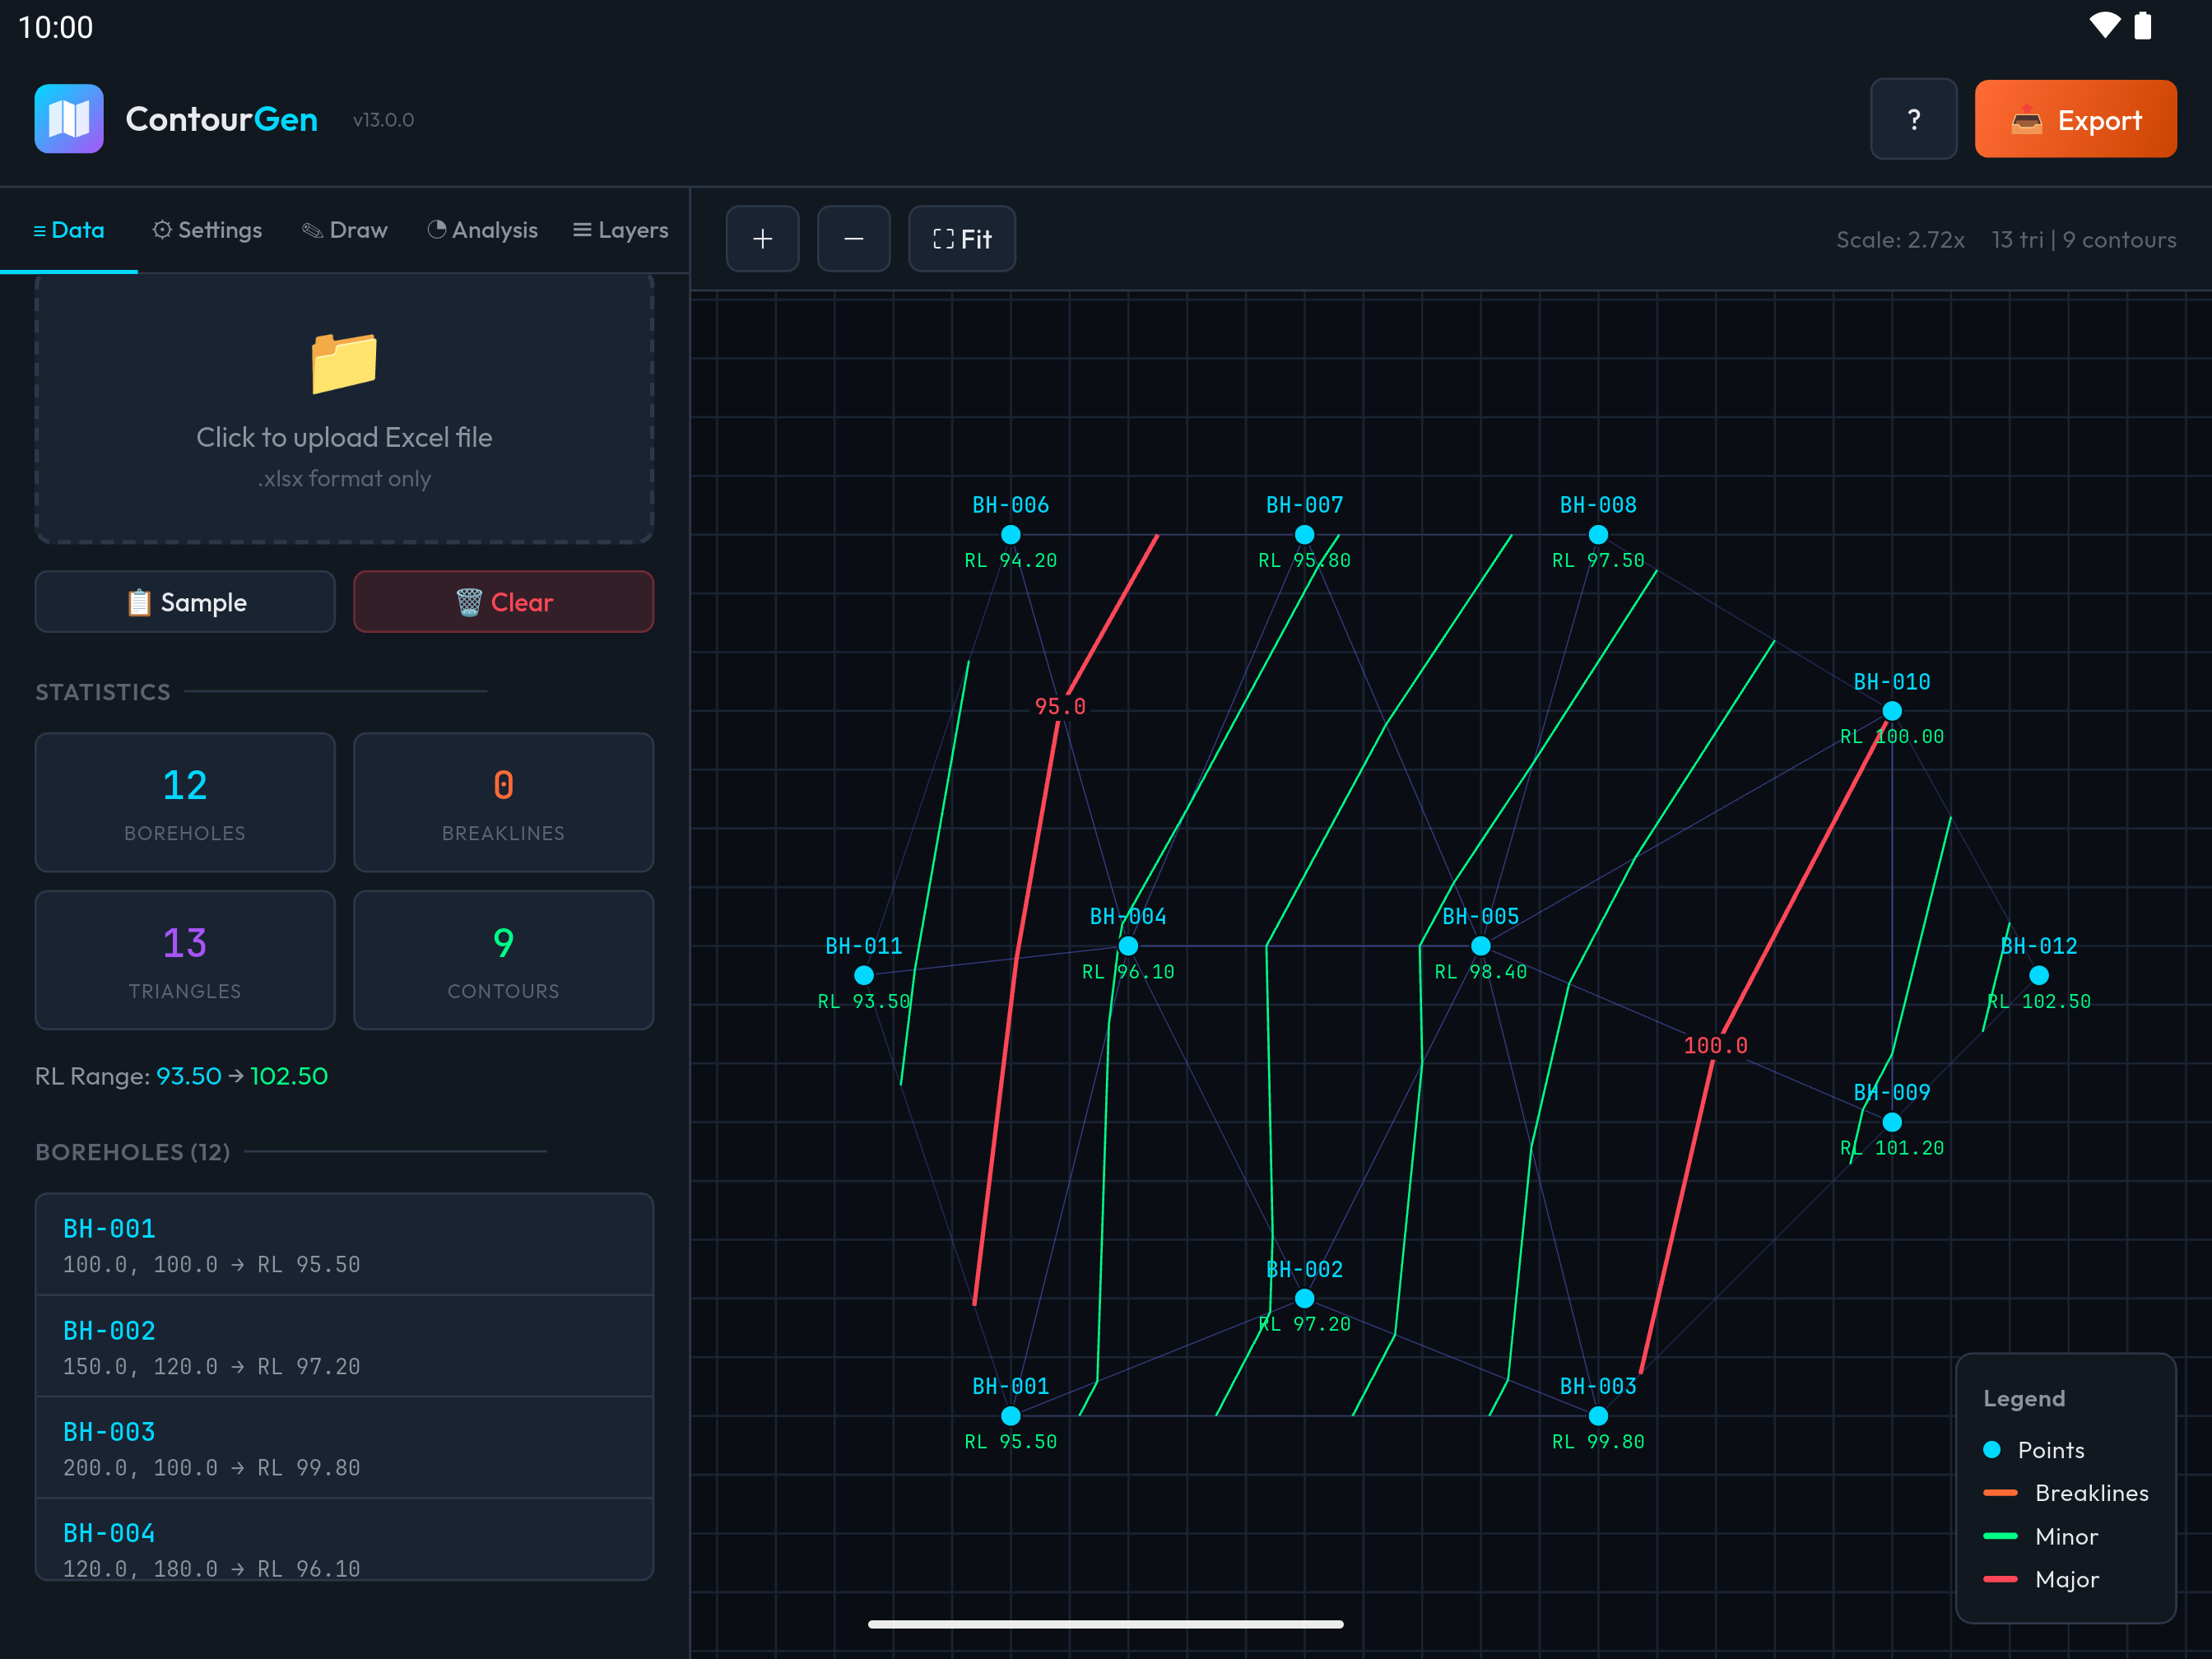 10:00
ContourGen v13.0.0
?
Export
Data
Settings
Draw
Analysis
Layers
Fit
Scale: 2.72x
13 tri | 9 contours
Click to upload Excel file
.xlsx format only
Sample
Clear
STATISTICS
12
BOREHOLES
0
BREAKLINES
13
TRIANGLES
9
CONTOURS
RL Range: 93.50 → 102.50
BOREHOLES (12)
BH-001
100.0, 100.0 → RL 95.50
BH-002
150.0, 120.0 → RL 97.20
BH-003
200.0, 100.0 → RL 99.80
BH-004
120.0, 180.0 → RL 96.10
BH-006
RL 94.20
BH-007
RL 95.80
BH-008
RL 97.50
95.0
BH-010
RL 100.00
BH-004
RL 96.10
BH-005
RL 98.40
BH-011
RL 93.50
BH-012
RL 102.50
100.0
BH-009
RL 101.20
BH-002
RL 97.20
BH-001
RL 95.50
BH-003
RL 99.80
Legend
Points
Breaklines
Minor
Major